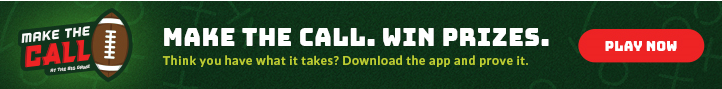 MAKE THE
CALL
AT THE BIG GAME
MAKE THE CALL. WIN PRIZES.
Think you have what it takes? Download the app and prove it.
PLAY NOW